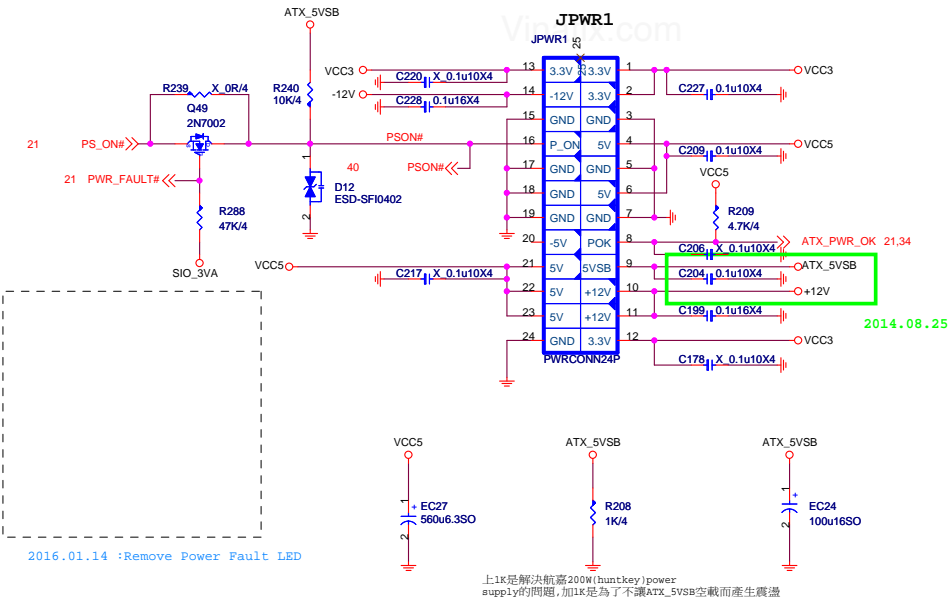 Vinafix.com
ATX_5VSB
JPWR1
JPWR1
25
25
VCC3
-12V
C220 X_0.1u10X4
C228 0.1u16X4
R239 X_0R/4
Q49
2N7002
R240
10K/4
21 PS_ON#
21 PWR_FAULT#
R288
47K/4
SIO_3VA
PSON#
40 PSON#
1
2
D12
ESD-SFI0402
VCC5
C217 X_0.1u10X4
13 3.3V 3.3V 1
14 -12V 3.3V 2
15 GND GND 3
16 P_ON 5V 4
17 GND GND 5
18 GND 5V 6
19 GND GND 7
20 -5V POK 8
21 5V 5VSB 9
22 5V +12V 10
23 5V +12V 11
24 GND 3.3V 12
PWRCONN24P
VCC3
C227 0.1u10X4
VCC5
C209 0.1u10X4
VCC5
R209
4.7K/4
ATX_PWR_OK 21,34
C206 X_0.1u10X4
ATX_5VSB
C204 0.1u10X4
+12V
C199 0.1u16X4
2014.08.25
VCC3
C178 X_0.1u10X4
VCC5
1
+
EC27
560u6.3SO
2
ATX_5VSB
R208
1K/4
ATX_5VSB
1
+
EC24
100u16SO
2
2016.01.14 :Remove Power Fault LED
上1K是解決航嘉200W(huntkey)power
supply的問題,加1K是為了不讓ATX_5VSB空載而產生震盪